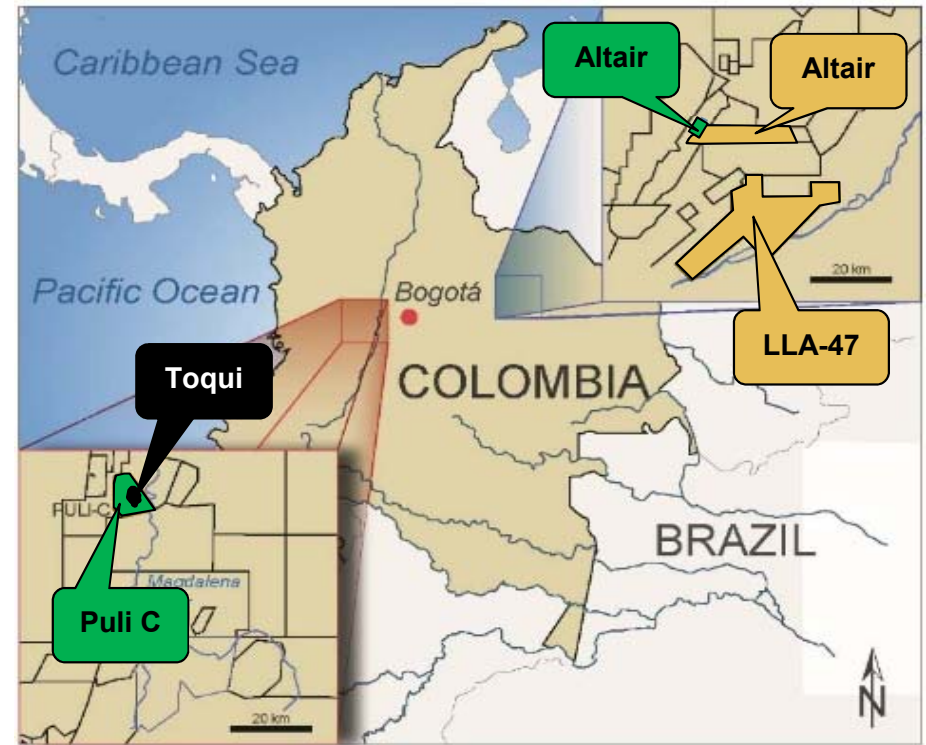 Caribbean Sea
Altair
Altair
20 km
Pacific Ocean
Bogotá
LLA-47
Toqui
COLOMBIA
PULI-C
BRAZIL
Magdalena
Puli C
20 km
N